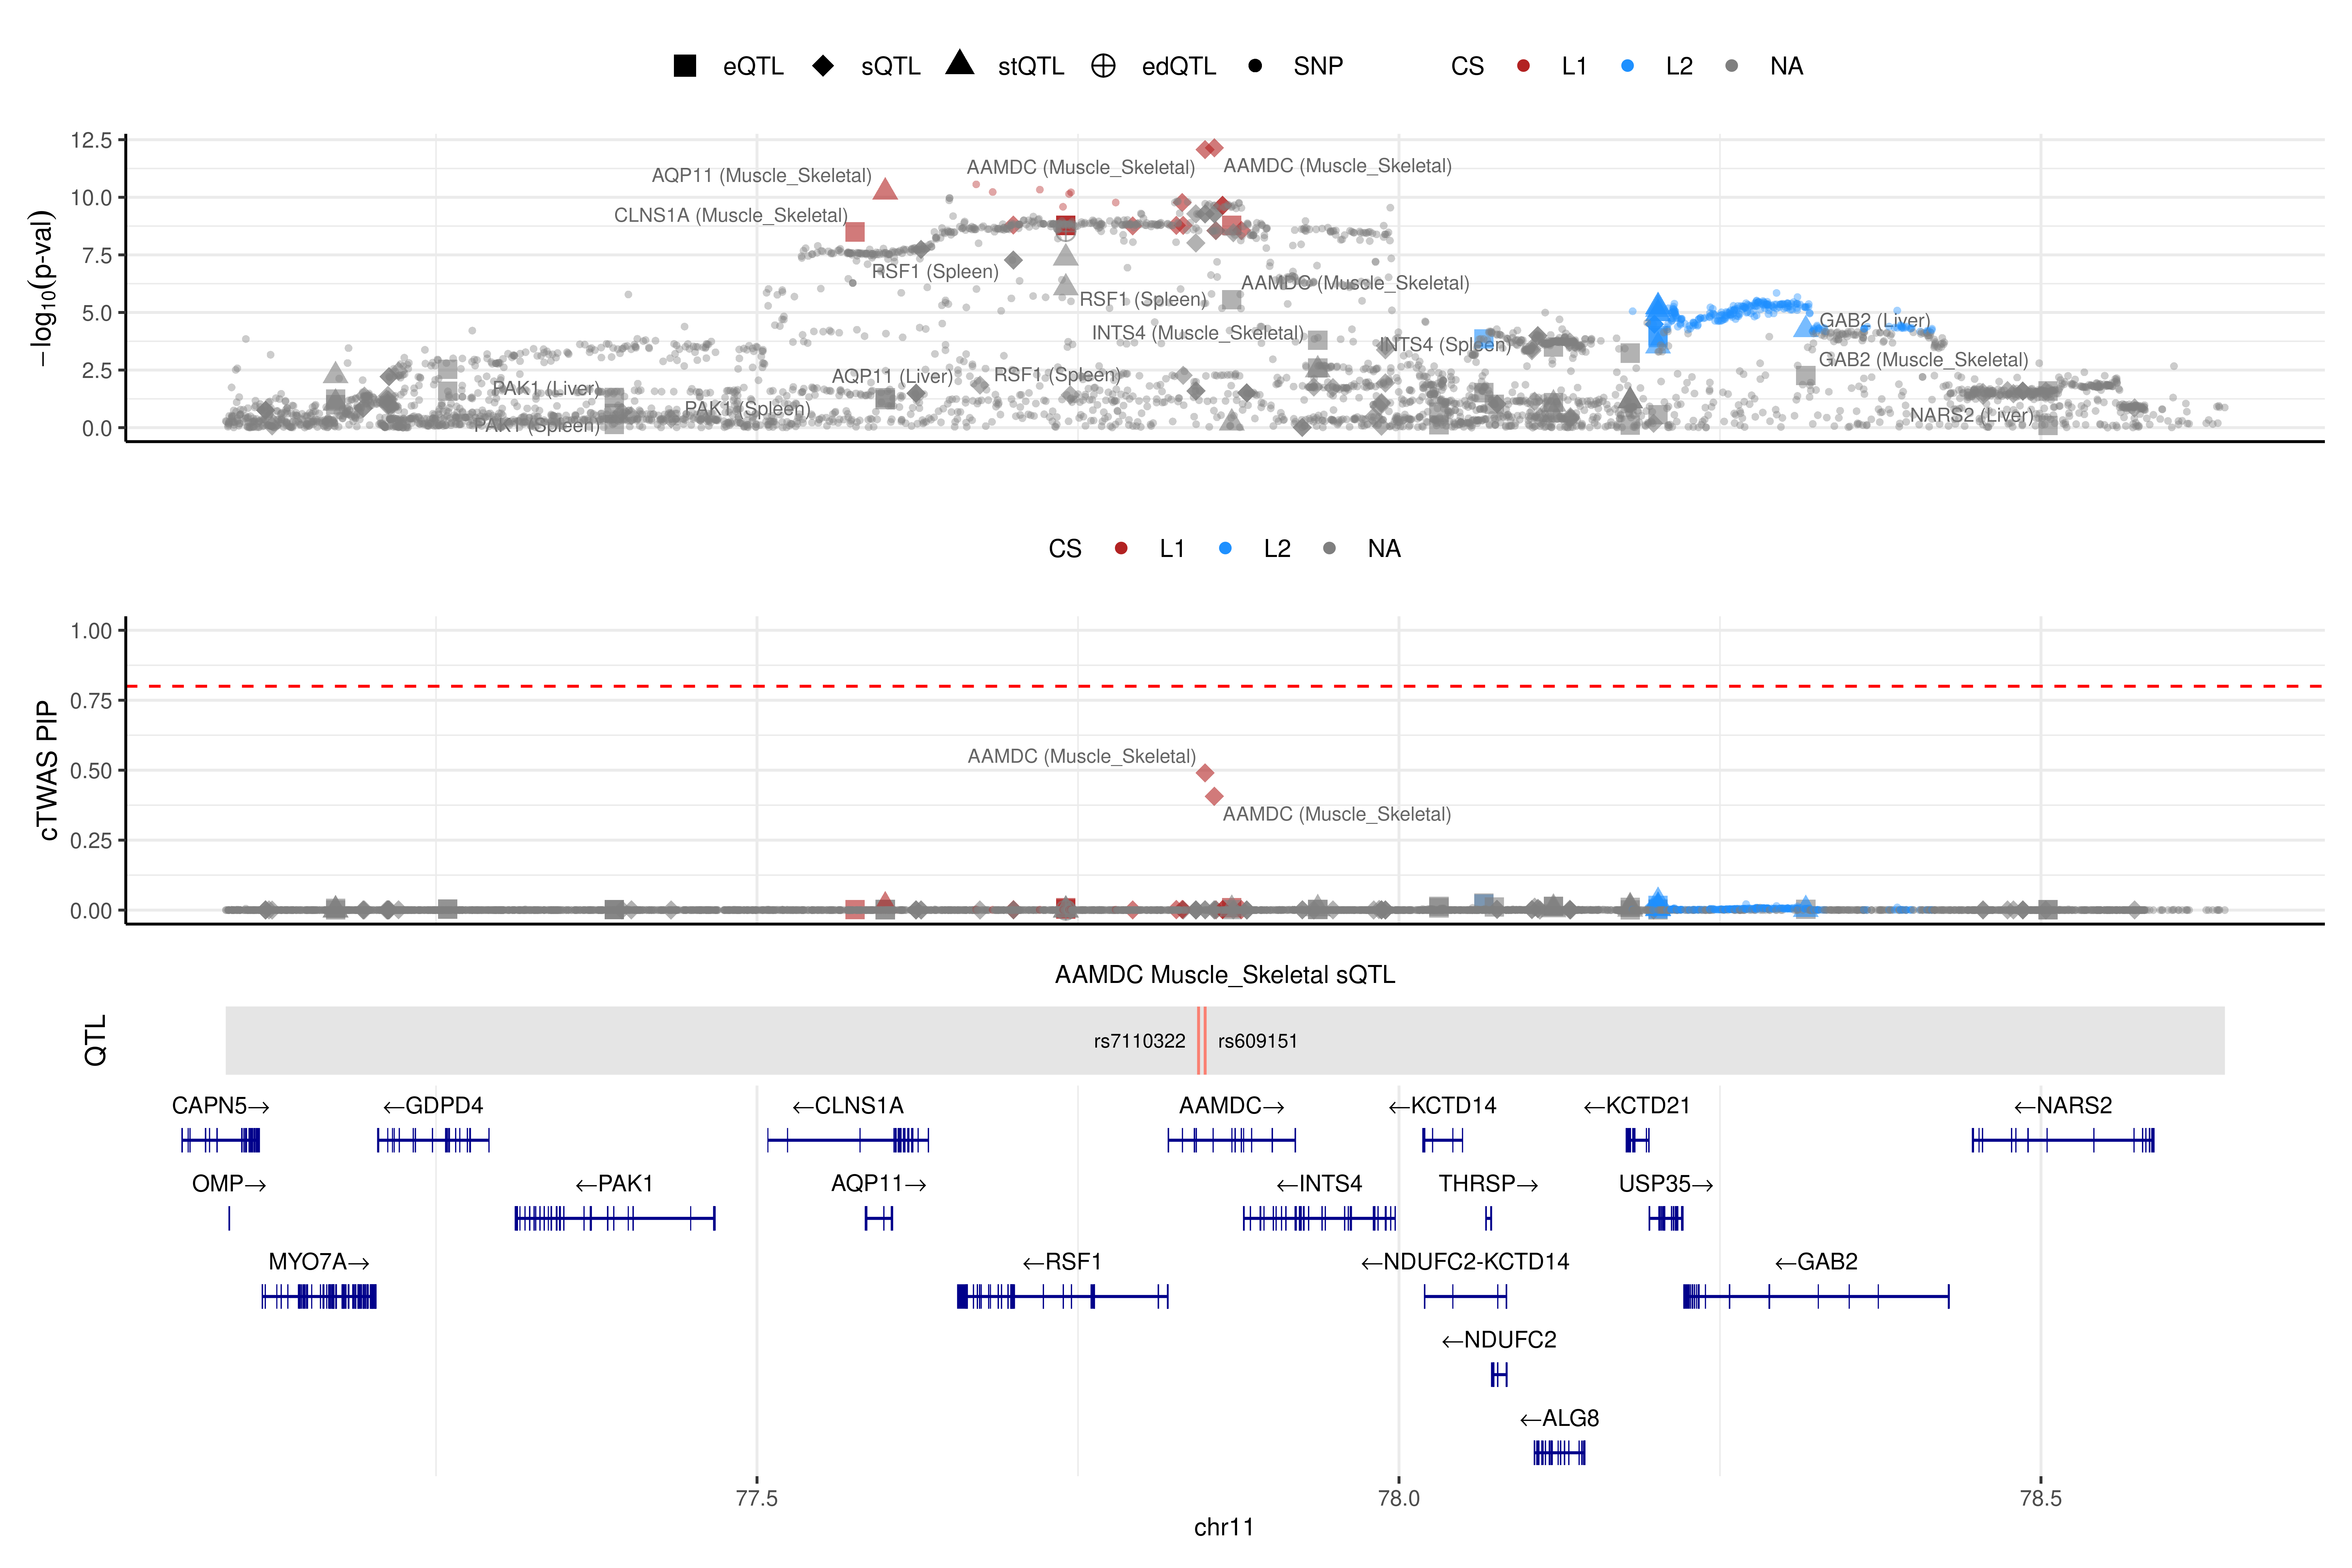 eQTL sQTL stQTL edQTL SNP CS L1 L2 NA
−log10(p-val)
12.5
10.0
7.5
5.0
2.5
0.0
AQP11 (Muscle_Skeletal)
AAMDC (Muscle_Skeletal)
AAMDC (Muscle_Skeletal)
CLNS1A (Muscle_Skeletal)
RSF1 (Spleen)
AAMDC (Muscle_Skeletal)
RSF1 (Spleen)
INTS4 (Muscle_Skeletal)
INTS4 (Spleen)
GAB2 (Liver)
GAB2 (Muscle_Skeletal)
AQP11 (Liver)
RSF1 (Spleen)
PAK1 (Liver)
PAK1 (Spleen)
PAK1 (Spleen)
NARS2 (Liver)
CS L1 L2 NA
cTWAS PIP
1.00
0.75
0.50
0.25
0.00
AAMDC (Muscle_Skeletal)
AAMDC (Muscle_Skeletal)
AAMDC Muscle_Skeletal sQTL
QTL
rs7110322 rs609151
CAPN5→ ←GDPD4 ←CLNS1A AAMDC→ ←KCTD14 ←KCTD21 ←NARS2
OMP→ ←PAK1 AQP11→ ←INTS4 THRSP→ USP35→
MYO7A→ ←RSF1 ←NDUFC2-KCTD14 ←GAB2
←NDUFC2
←ALG8
77.5 78.0 78.5
chr11